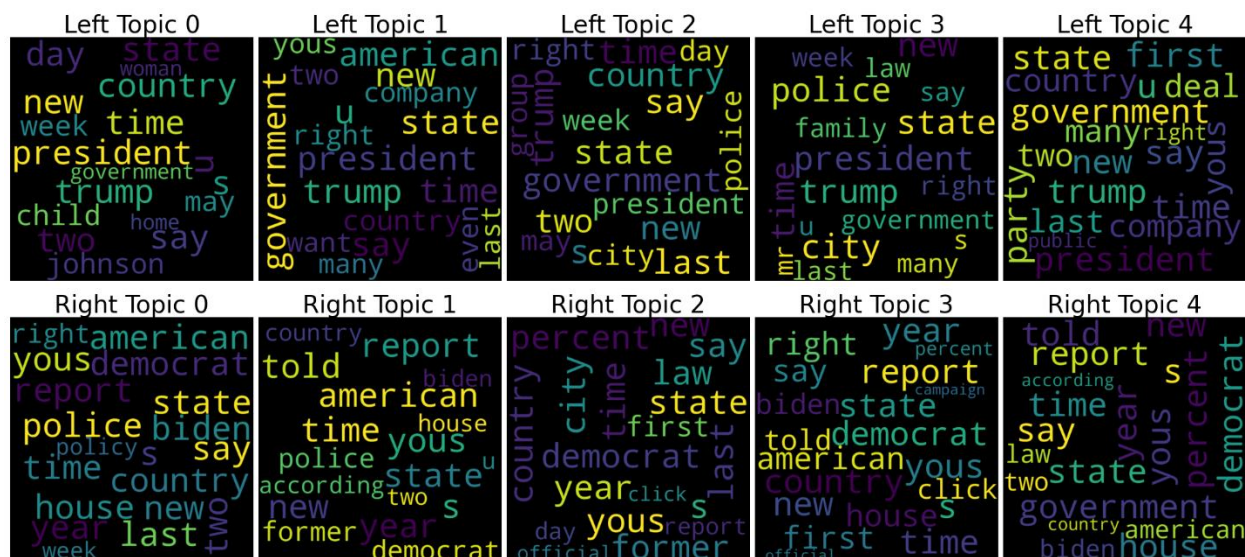 Left Topic 0 Left Topic 1 Left Topic 2 Left Topic 3 Left Topic 4
day state
woman
country
new
week time
president
government
u
trump s
child may
home
two say
johnson
yous american
two new
company
u
right state
president
government
trump time
country
want say
many
even
last
right time day
country
group
trump
say
week
police
state
government
president
two
new
may
s city last
new
week
law
police say
family state
president
trump right
time
government
u
s
mr city
last many
state first
country u deal
government
many right
two
new say
yous
trump time
party
last company
public
president
Right Topic 0 Right Topic 1 Right Topic 2 Right Topic 3 Right Topic 4
right american
yous democrat
report
state
police biden
policy s say
time country
house new
year
last two
week
country
report
told
biden
american
time house
yous
police
state u
according
two
new s
former year
democrat
percent new
say
country
city
time
law
state
first
democrat
last
year click
s
yous report
day
official former
year
right percent
say report
campaign
biden state
told democrat
american yous
country click
new house s
first time
official
told new
report s
according
time
year
yous
percent
democrat
say
law
two state
government
country american
biden house